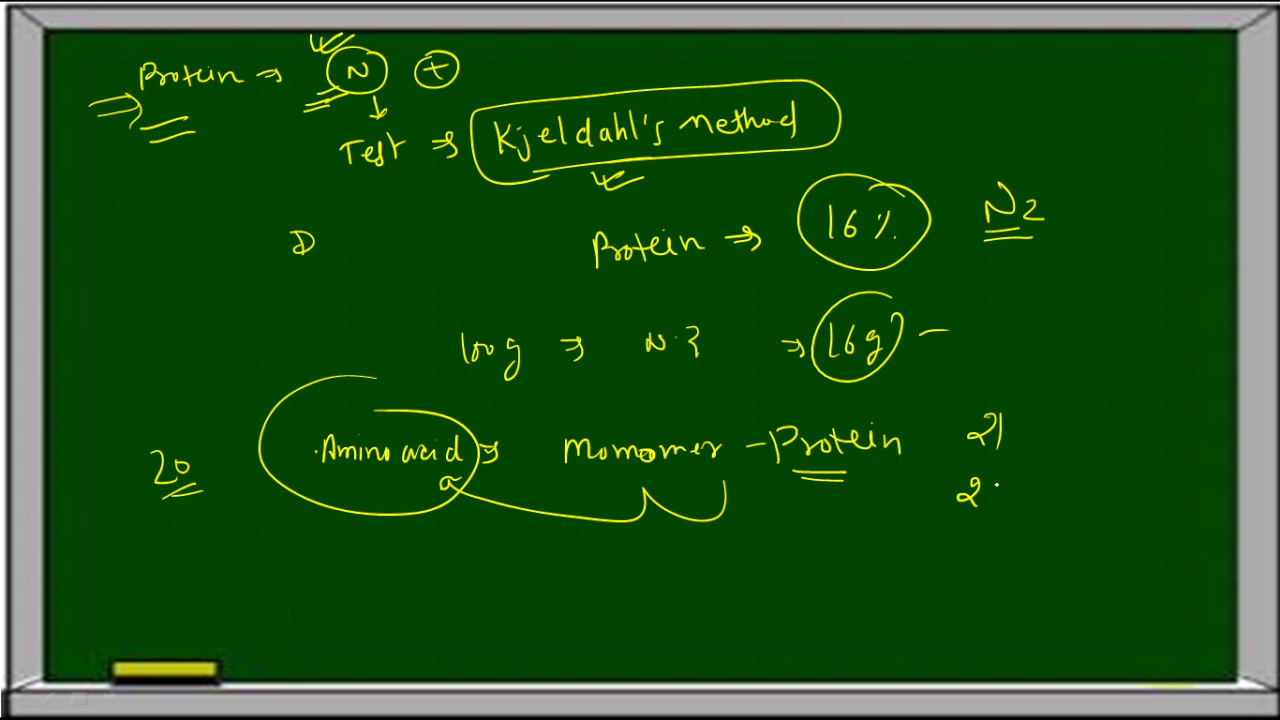 Protein ⇒ N +
Test ⇒ Kjeldahl's Method
Protein ⇒ 16% N2
100g ⇒ ⇒ 16g
20 Amino acid ⇒ Monomer - Protein 21
2